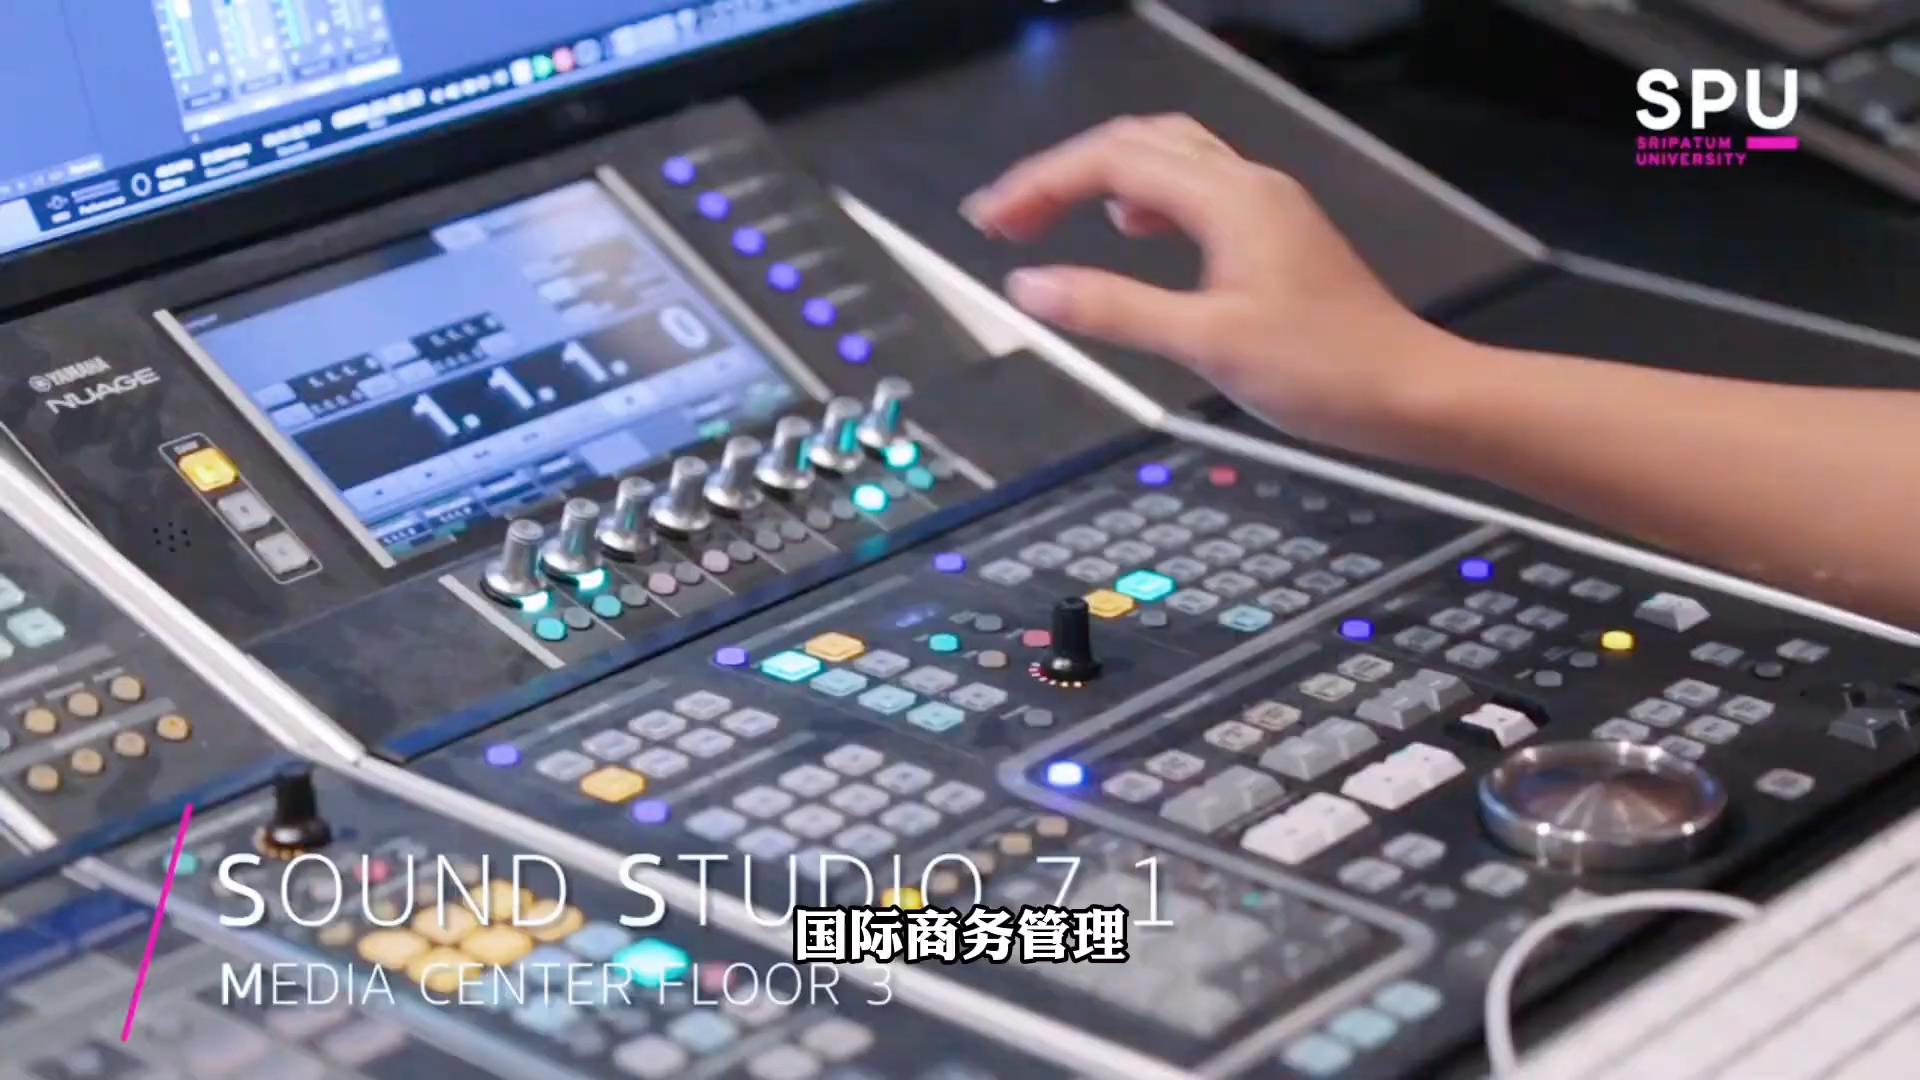 SPU
SRIPATUM
UNIVERSITY
YAMAHA
NUAGE
1. 1. 1. 0
SOUND STUDIO 7.1
国际商务管理
MEDIA CENTER FLOOR 3